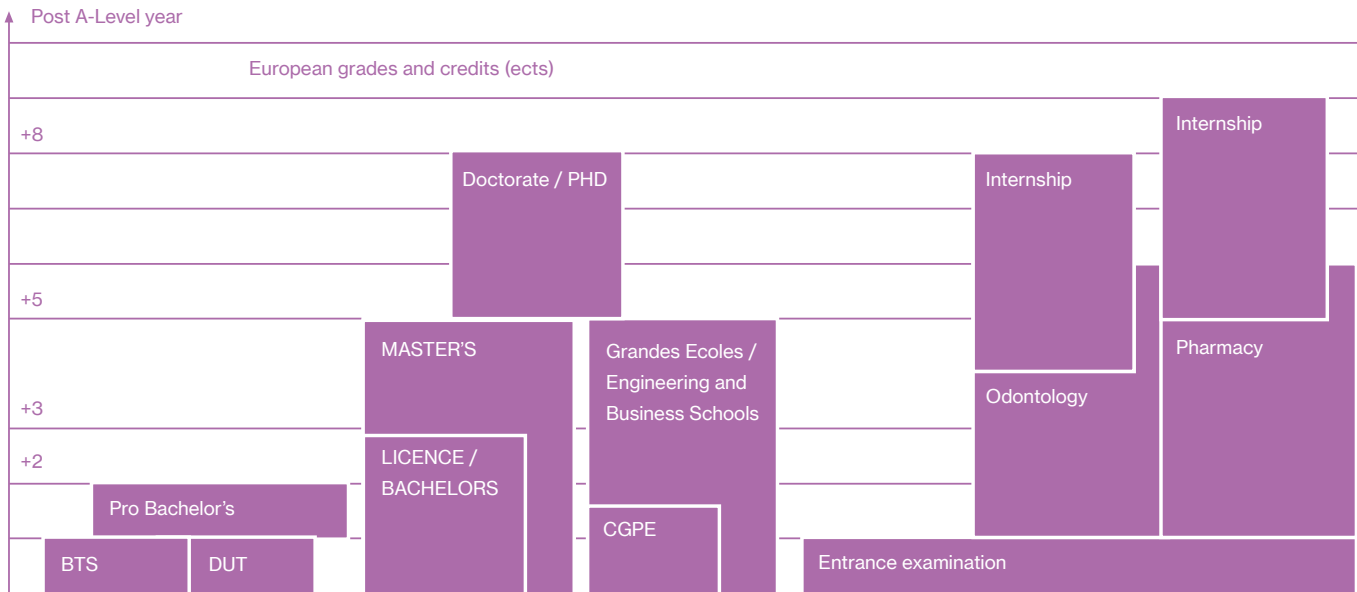 Post A-Level year
European grades and credits (ects)
+8
+5
+3
+2
Internship
Internship
Doctorate / PHD
MASTER'S
Grandes Ecoles /
Engineering and
Business Schools
Pharmacy
Odontology
LICENCE /
BACHELORS
Pro Bachelor's
CGPE
BTS
DUT
Entrance examination